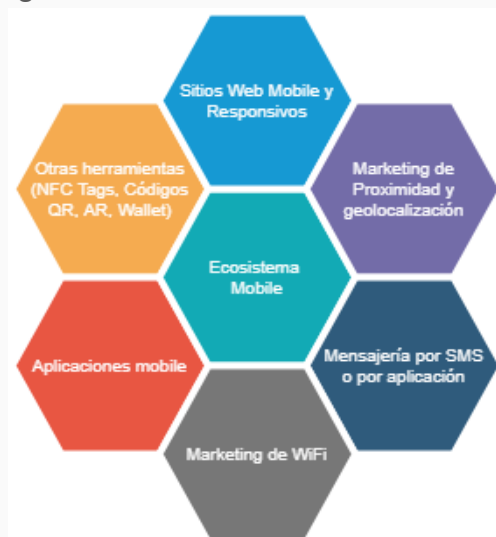 Sitios Web Mobile y
Responsivos
Otras herramientas
(NFC Tags, Códigos
QR, AR, Wallet)
Marketing de
Proximidad y
geolocalización
Ecosistema
Mobile
Aplicaciones mobile
Mensajería por SMS
o por aplicación
Marketing de WiFi